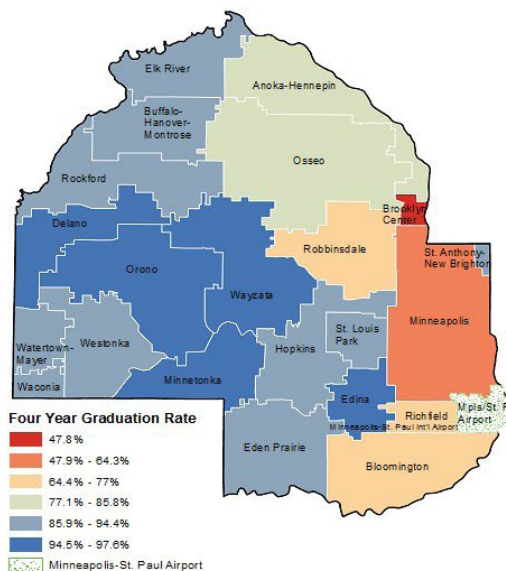 Elk River
Anoka-Hennepin
Buffalo-
Hanover-
Montrose
Osseo
Rockford
Brooklyn
Center
Delano
Robbinsdale
St. Anthony-
New Brighton
Orono
Wayzata
Minneapolis
St. Louis
Park
Hopkins
Westonka
Watertown-
Mayer
Waconia
Minnetonka
Edina
Mpls/St. P
Airport
Richfield
Minneapolis-St. Paul Int'l Airport
Eden Prairie
Bloomington
Four Year Graduation Rate
47.8%
47.9% - 64.3%
64.4% - 77%
77.1% - 85.8%
85.9% - 94.4%
94.5% - 97.6%
Minneapolis-St. Paul Airport